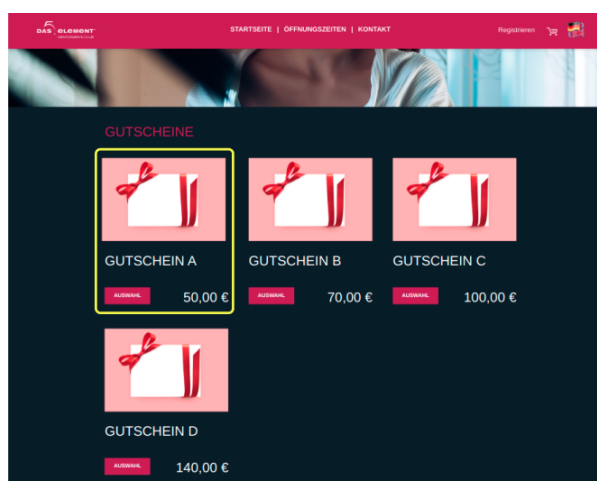 DAS 5 ELEMENT
STARTSEITE | ÖFFNUNGSZEITEN | KONTAKT
Registrieren
GUTSCHEINE
GUTSCHEIN A
AUSWAHL
50,00 €
GUTSCHEIN B
AUSWAHL
70,00 €
GUTSCHEIN C
AUSWAHL
100,00 €
GUTSCHEIN D
AUSWAHL
140,00 €